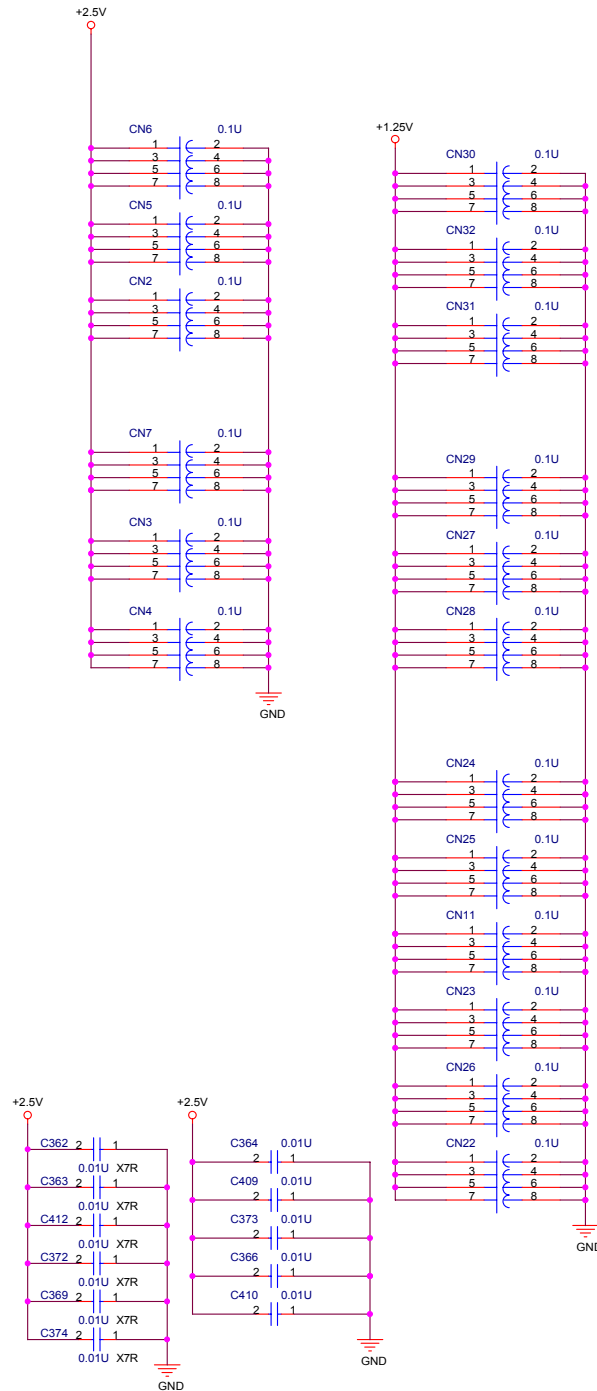 +2.5V
CN6 0.1U
1 2
3 4
5 6
7 8
CN5 0.1U
1 2
3 4
5 6
7 8
CN2 0.1U
1 2
3 4
5 6
7 8
CN7 0.1U
1 2
3 4
5 6
7 8
CN3 0.1U
1 2
3 4
5 6
7 8
CN4 0.1U
1 2
3 4
5 6
7 8
GND
+1.25V
CN30 0.1U
1 2
3 4
5 6
7 8
CN32 0.1U
1 2
3 4
5 6
7 8
CN31 0.1U
1 2
3 4
5 6
7 8
CN29 0.1U
1 2
3 4
5 6
7 8
CN27 0.1U
1 2
3 4
5 6
7 8
CN28 0.1U
1 2
3 4
5 6
7 8
CN24 0.1U
1 2
3 4
5 6
7 8
CN25 0.1U
1 2
3 4
5 6
7 8
CN11 0.1U
1 2
3 4
5 6
7 8
CN23 0.1U
1 2
3 4
5 6
7 8
CN26 0.1U
1 2
3 4
5 6
7 8
CN22 0.1U
1 2
3 4
5 6
7 8
GND
+2.5V
C362 2 1
0.01U X7R
C363 2 1
0.01U X7R
C412 2 1
0.01U X7R
C372 2 1
0.01U X7R
C369 2 1
0.01U X7R
C374 2 1
0.01U X7R
GND
+2.5V
C364 0.01U
2 1
C409 0.01U
2 1
C373 0.01U
2 1
C366 0.01U
2 1
C410 0.01U
2 1
GND